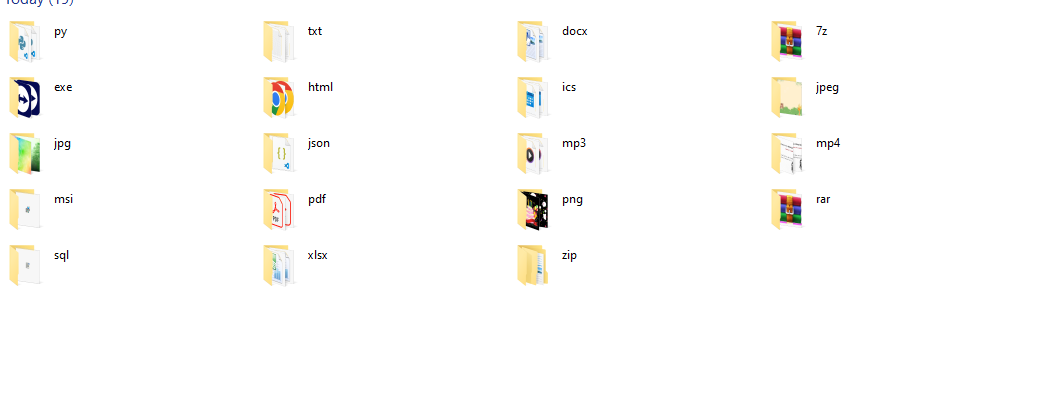 Today (19)
py txt docx 7z
exe html ics jpeg
jpg json mp3 mp4
msi pdf png rar
sql xlsx zip